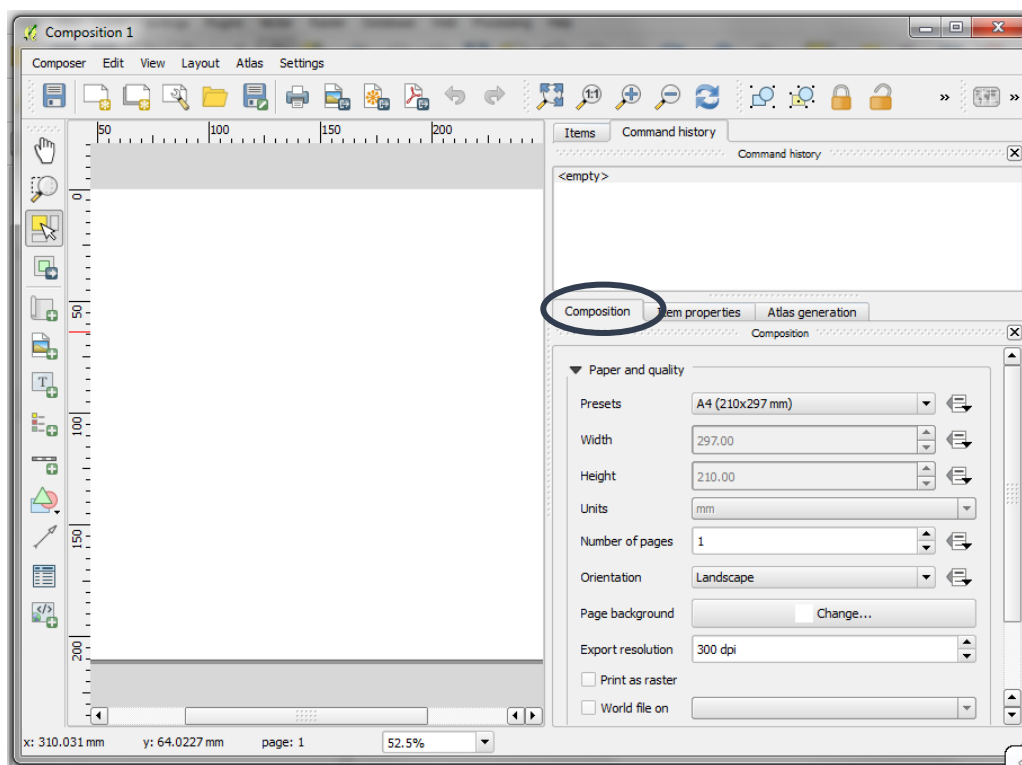 Composition 1
Composer Edit View Layout Atlas Settings
1:1
» »
50 100 150 200
Items Command history
Command history
<empty>
0
50
100
150
200
T
</>
Composition Item properties Atlas generation
Composition
Paper and quality
Presets A4 (210x297 mm)
Width 297.00
Height 210.00
Units mm
Number of pages 1
Orientation Landscape
Page background Change...
Export resolution 300 dpi
Print as raster
World file on
x: 310.031 mm y: 64.0227 mm page: 1 52.5%